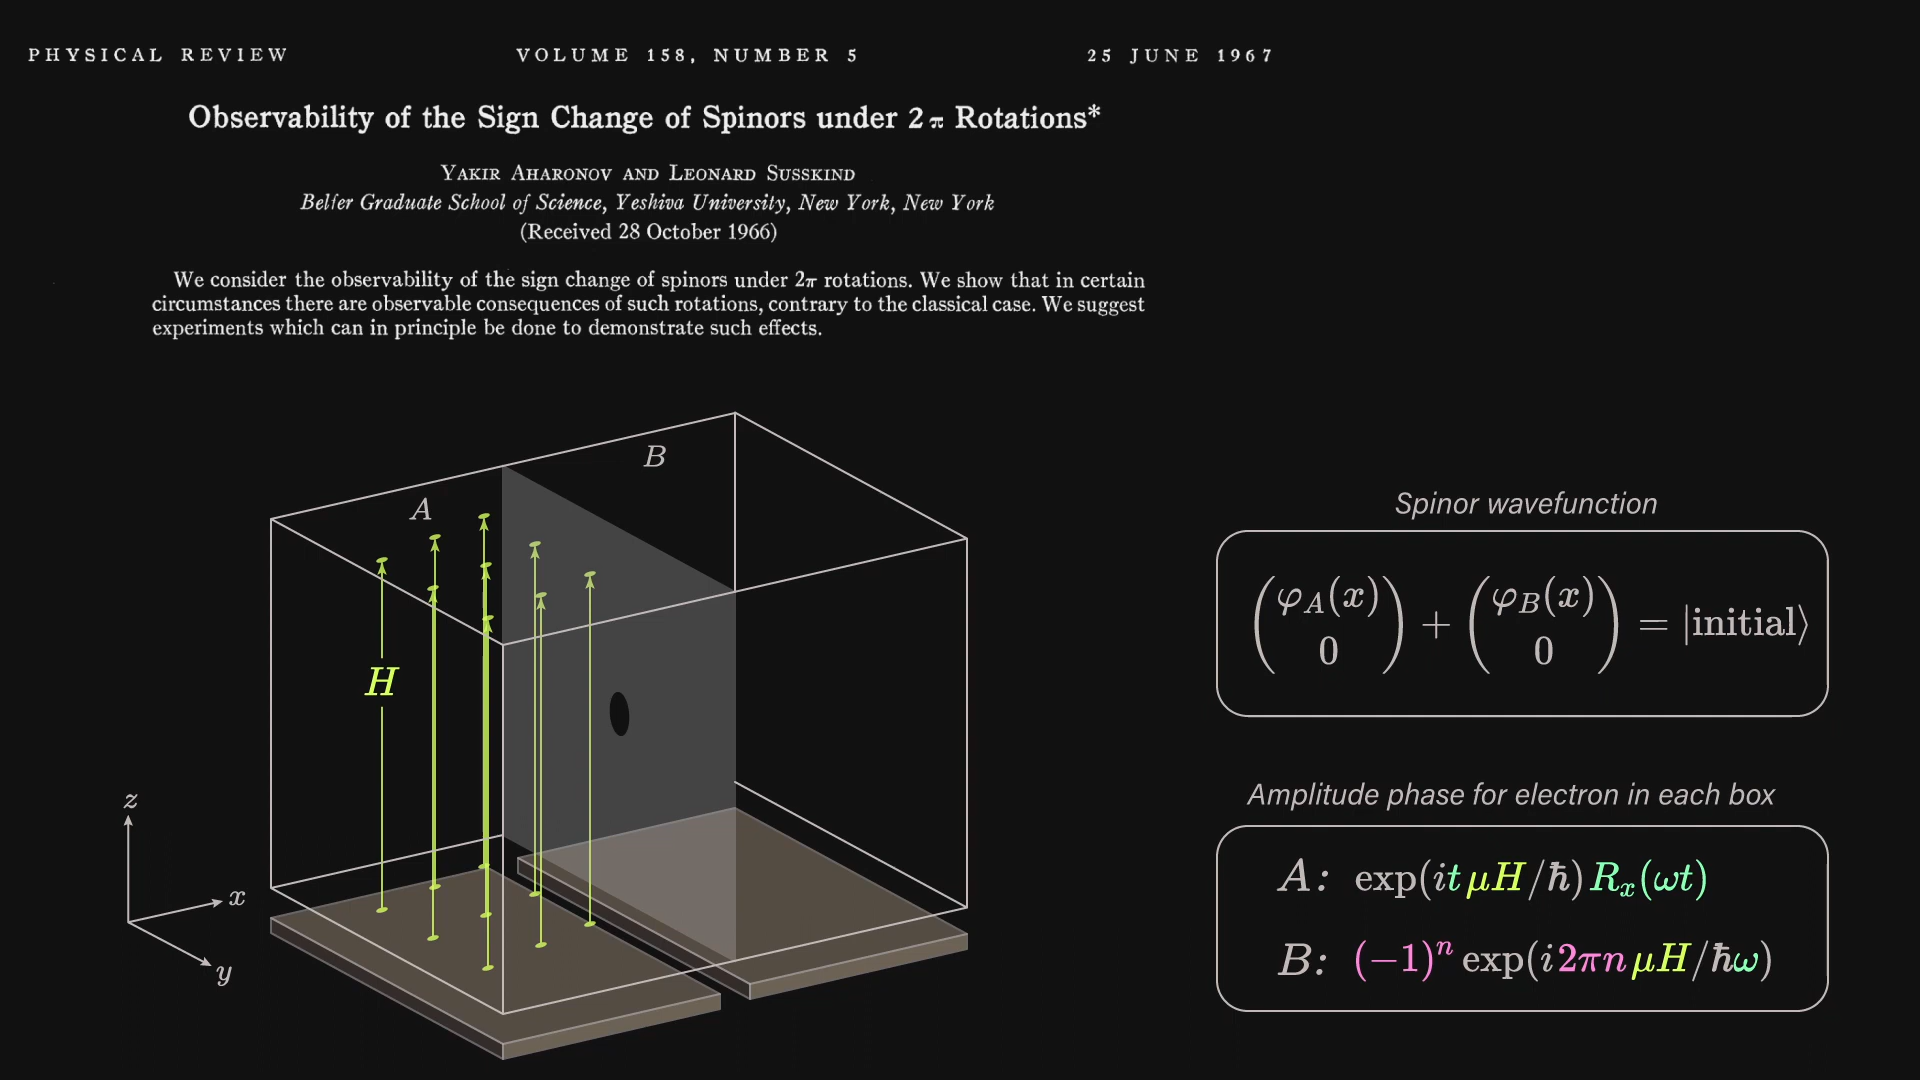 PHYSICAL REVIEW VOLUME 158, NUMBER 5 25 JUNE 1967
Observability of the Sign Change of Spinors under 2π Rotations*
YAKIR AHARONOV AND LEONARD SUSSKIND
Belfer Graduate School of Science, Yeshiva University, New York, New York
(Received 28 October 1966)
We consider the observability of the sign change of spinors under 2π rotations. We show that in certain
circumstances there are observable consequences of such rotations, contrary to the classical case. We suggest
experiments which can in principle be done to demonstrate such effects.
B
A
H
z
x
y
Spinor wavefunction
(φ_A(x) 0) + (φ_B(x) 0) = |initial⟩
Amplitude phase for electron in each box
A: exp(itμH/ħ)R_x(ωt)
B: (−1)^n exp(i2πnμH/ħω)